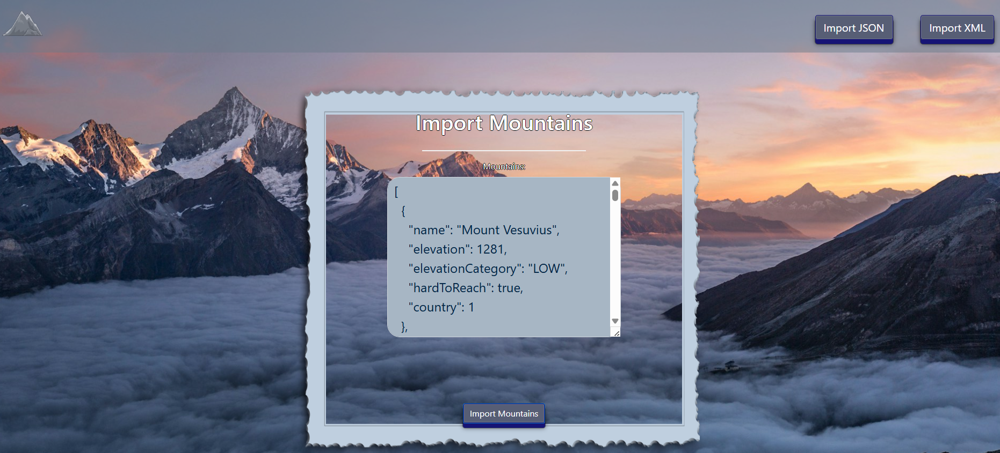 Import JSON
Import XML
Import Mountains
Mountains:
[
{
"name": "Mount Vesuvius",
"elevation": 1281,
"elevationCategory": "LOW",
"hardToReach": true,
"country": 1
},
Import Mountains